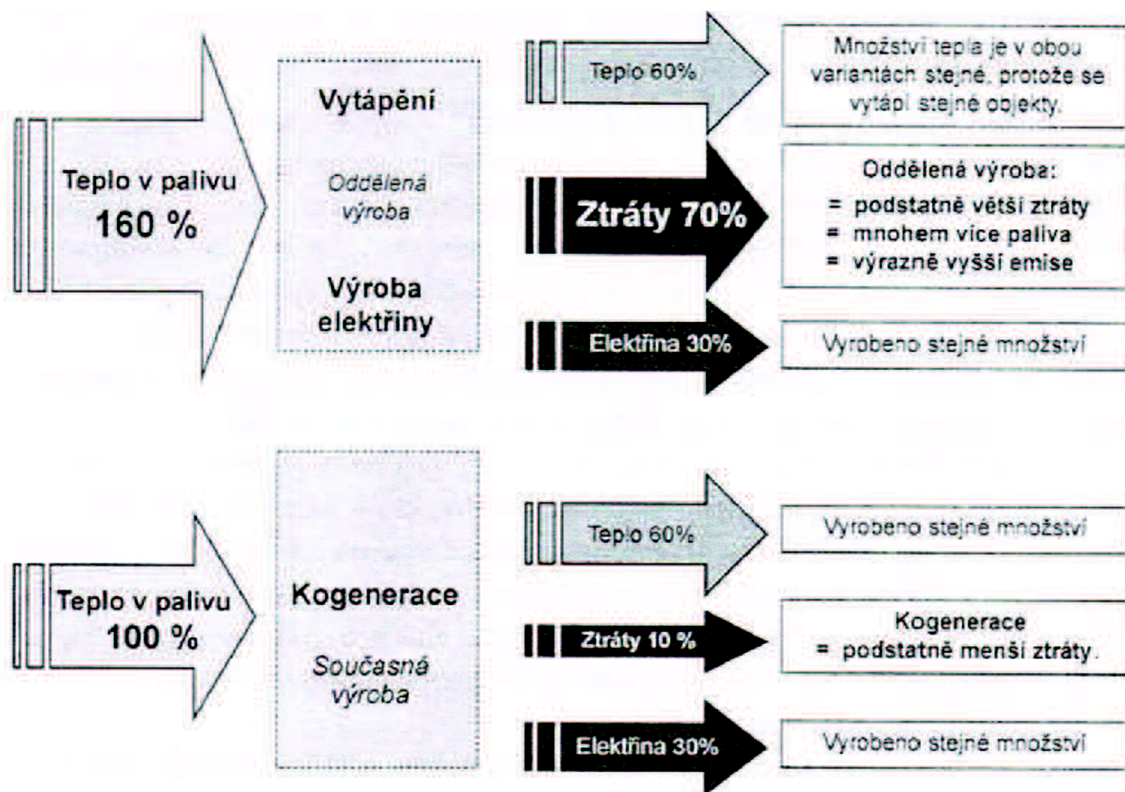 Teplo v palivu
160 %
Vytápění
Oddělená
výroba
Výroba
elektřiny
Teplo 60%
Množství tepla je v obou
variantách stejné, protože se
vytápí stejné objekty.
Ztráty 70%
Oddělená výroba:
= podstatně větší ztráty
= mnohem více paliva
= výrazně vyšší emise
Elektřina 30%
Vyrobeno stejné množství
Teplo v palivu
100 %
Kogenerace
Současná
výroba
Teplo 60%
Vyrobeno stejné množství
Ztráty 10 %
Kogenerace
= podstatně menší ztráty.
Elektřina 30%
Vyrobeno stejné množství